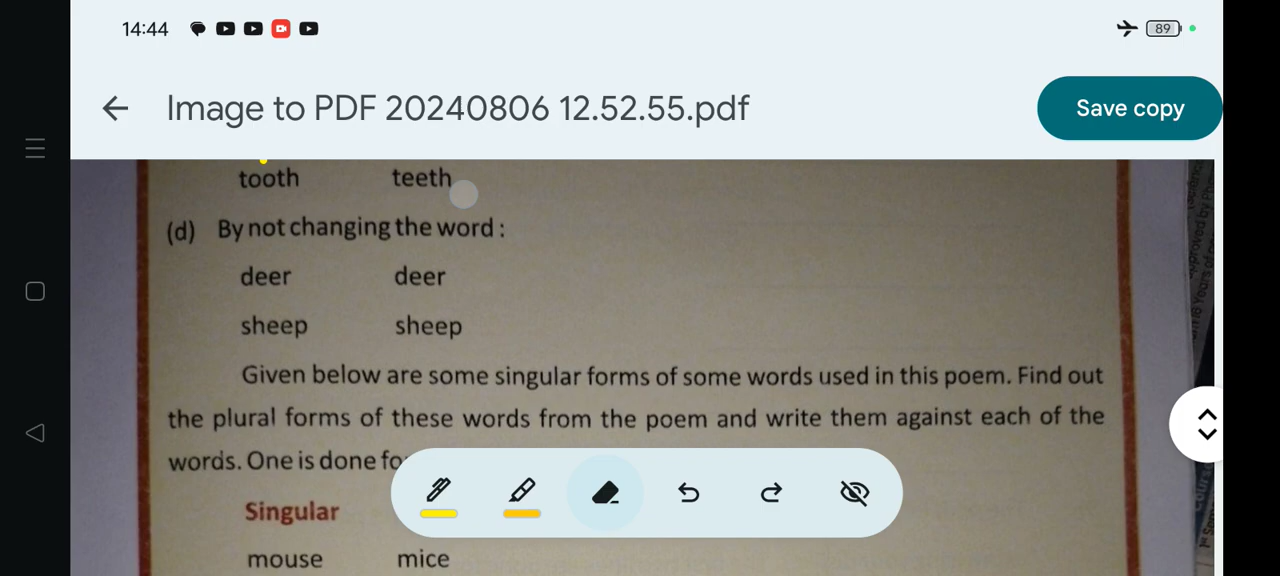 14:44
89
Image to PDF 20240806 12.52.55.pdf
Save copy
tooth teeth
(d) By not changing the word :
deer deer
sheep sheep
Given below are some singular forms of some words used in this poem. Find out
the plural forms of these words from the poem and write them against each of the
words. One is done fo
Singular
mouse mice